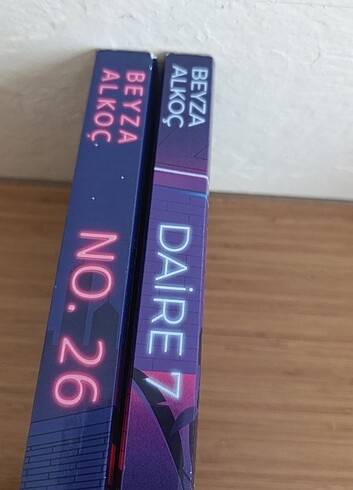 BEYZA
ALKOÇ
NO. 26
BEYZA
ALKOÇ
DAİRE 7